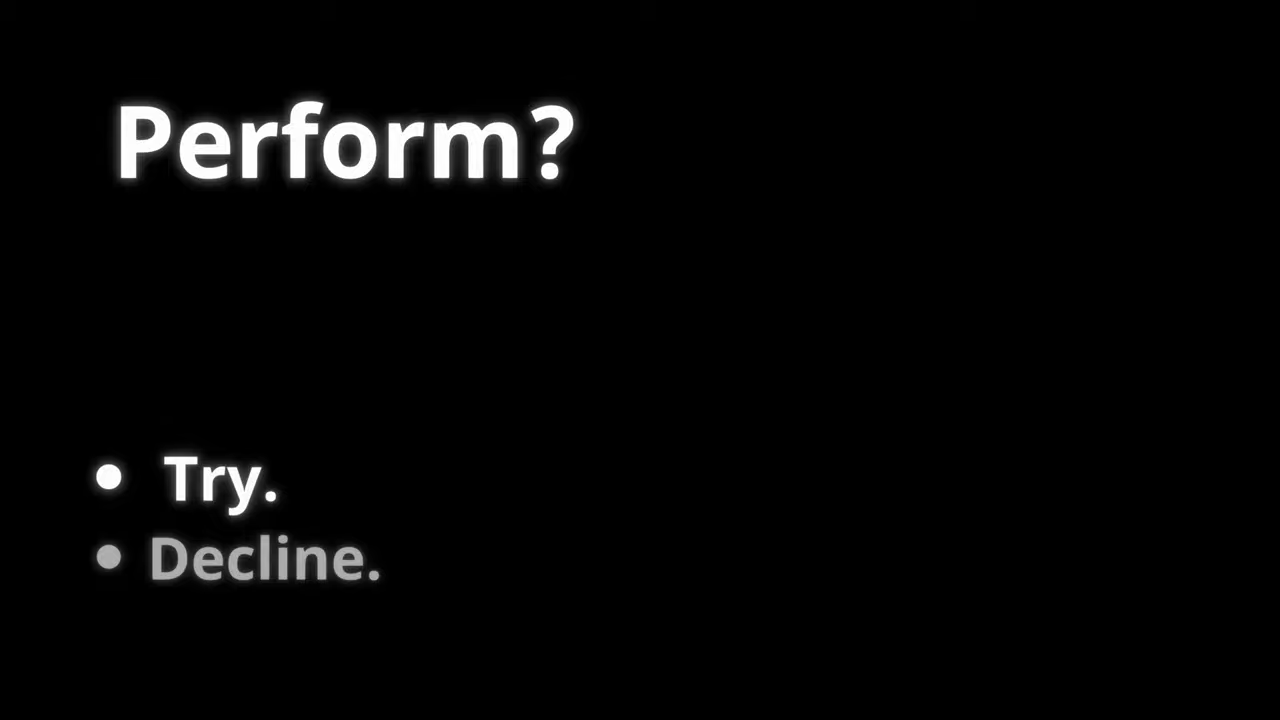 Perform?
• Try.
• Decline.